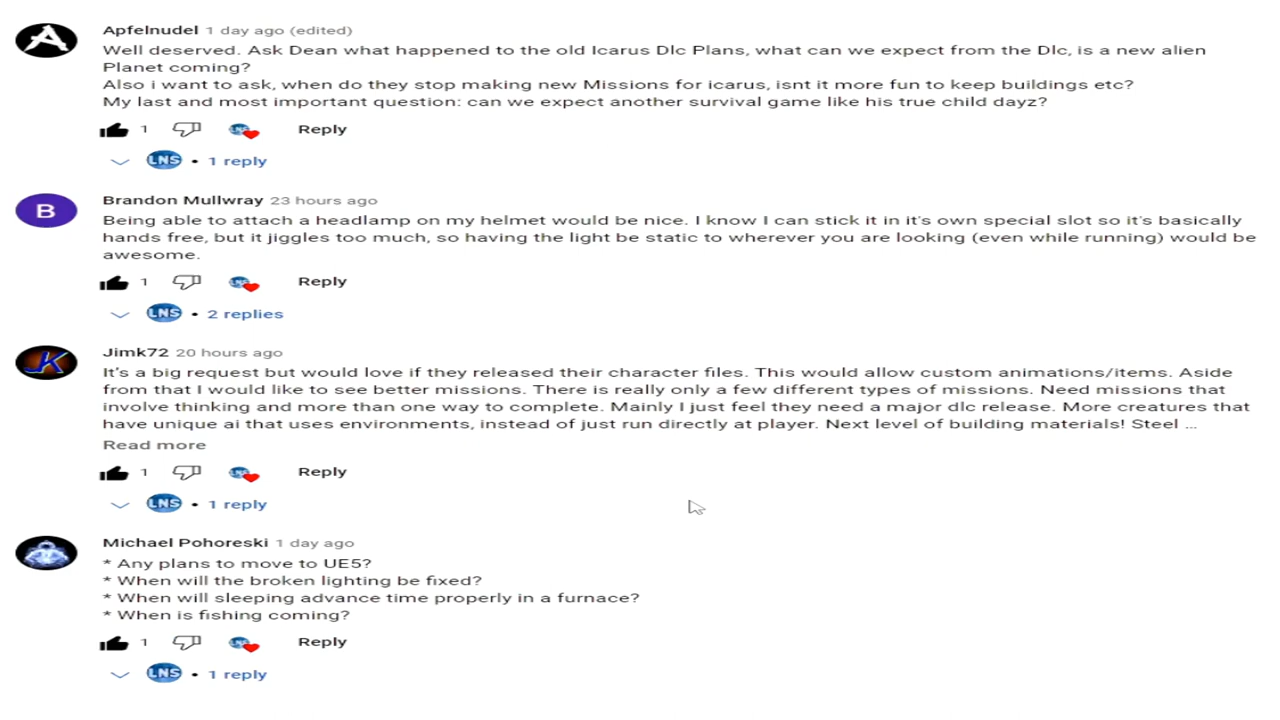 Apfelnudel 1 day ago (edited)
Well deserved. Ask Dean what happened to the old Icarus Dlc Plans, what can we expect from the Dlc, is a new alien
Planet coming?
Also i want to ask, when do they stop making new Missions for icarus, isnt it more fun to keep buildings etc?
My last and most important question: can we expect another survival game like his true child dayz?
1 Reply
LNS • 1 reply
B
Brandon Mullwray 23 hours ago
Being able to attach a headlamp on my helmet would be nice. I know I can stick it in it's own special slot so it's basically
hands free, but it jiggles too much, so having the light be static to wherever you are looking (even while running) would be
awesome.
1 Reply
LNS • 2 replies
JK
Jimk72 20 hours ago
It's a big request but would love if they released their character files. This would allow custom animations/items. Aside
from that I would like to see better missions. There is really only a few different types of missions. Need missions that
involve thinking and more than one way to complete. Mainly I just feel they need a major dlc release. More creatures that
have unique ai that uses environments, instead of just run directly at player. Next level of building materials! Steel ...
Read more
1 Reply
LNS • 1 reply
Michael Pohoreski 1 day ago
* Any plans to move to UE5?
* When will the broken lighting be fixed?
* When will sleeping advance time properly in a furnace?
* When is fishing coming?
1 Reply
LNS • 1 reply